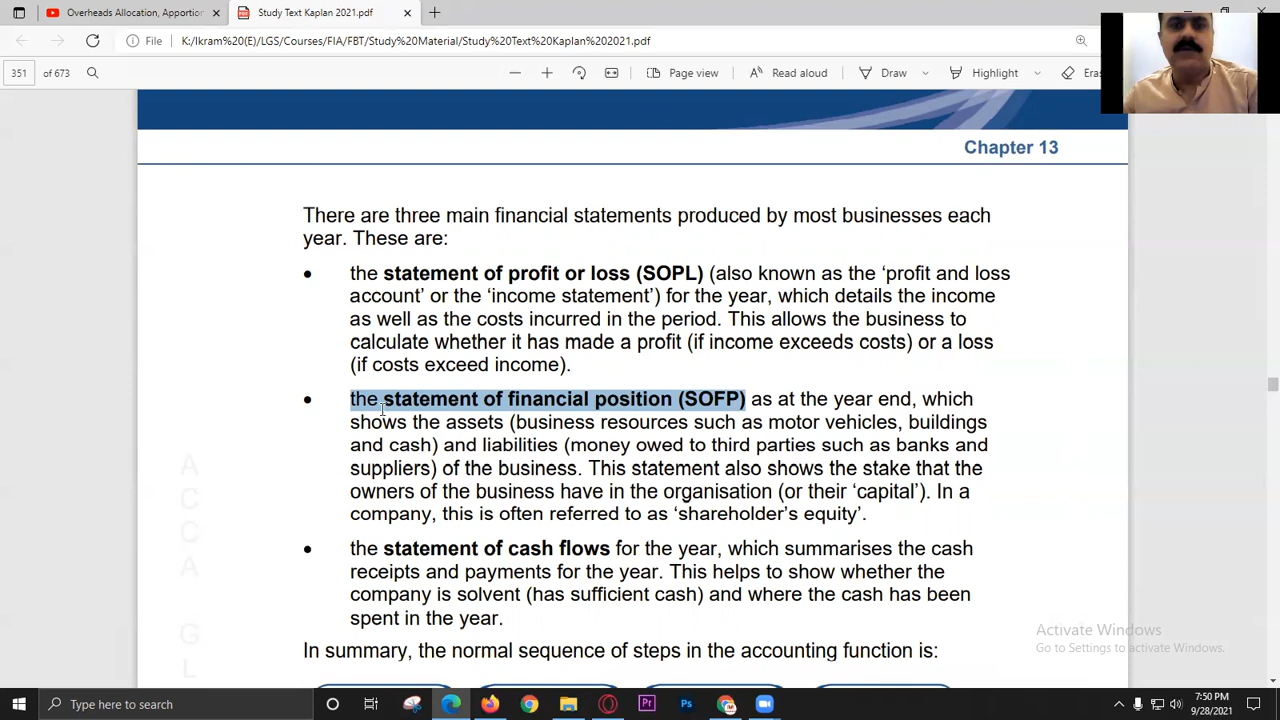 Overheads Allocation, Apportion
Study Text Kaplan 2021.pdf
File
K:/Ikram%20(E)/LGS/Courses/FIA/FBT/Study%20Material/Study%20Text%20Kaplan%202021.pdf
351 of 673
Page view
Read aloud
Draw
Highlight
Eras
Chapter 13
There are three main financial statements produced by most businesses each
year. These are:
• the statement of profit or loss (SOPL) (also known as the ‘profit and loss
account’ or the ‘income statement’) for the year, which details the income
as well as the costs incurred in the period. This allows the business to
calculate whether it has made a profit (if income exceeds costs) or a loss
(if costs exceed income).
• the statement of financial position (SOFP) as at the year end, which
shows the assets (business resources such as motor vehicles, buildings
and cash) and liabilities (money owed to third parties such as banks and
suppliers) of the business. This statement also shows the stake that the
owners of the business have in the organisation (or their ‘capital’). In a
company, this is often referred to as ‘shareholder’s equity’.
• the statement of cash flows for the year, which summarises the cash
receipts and payments for the year. This helps to show whether the
company is solvent (has sufficient cash) and where the cash has been
spent in the year.
In summary, the normal sequence of steps in the accounting function is:
A
C
C
A
G
L
Activate Windows
Go to Settings to activate Windows.
Type here to search
Pr
Ps
7:50 PM
9/28/2021